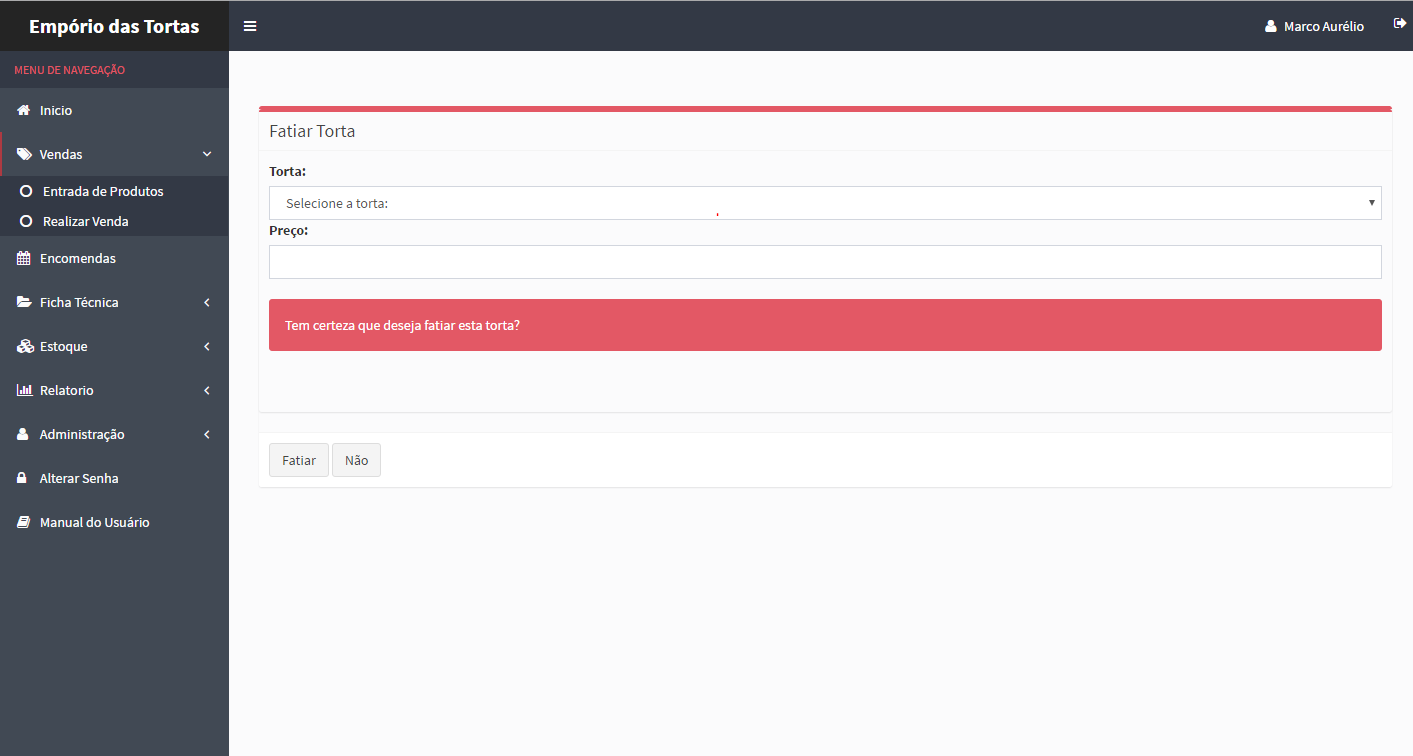 Empório das Tortas
Marco Aurélio
MENU DE NAVEGAÇÃO
Inicio
Vendas
Entrada de Produtos
Realizar Venda
Encomendas
Ficha Técnica
Estoque
Relatorio
Administração
Alterar Senha
Manual do Usuário
Fatiar Torta
Torta:
Selecione a torta:
Preço:
Tem certeza que deseja fatiar esta torta?
Fatiar Não